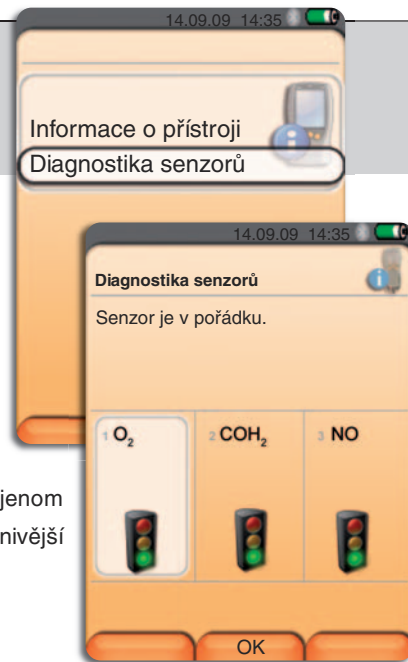 14.09.09 14:35
Informace o přístroji
Diagnostika senzorů
14.09.09 14:35
Diagnostika senzorů
Senzor je v pořádku.
1 O₂
2 COH₂
3 NO
jenom
nivější
OK